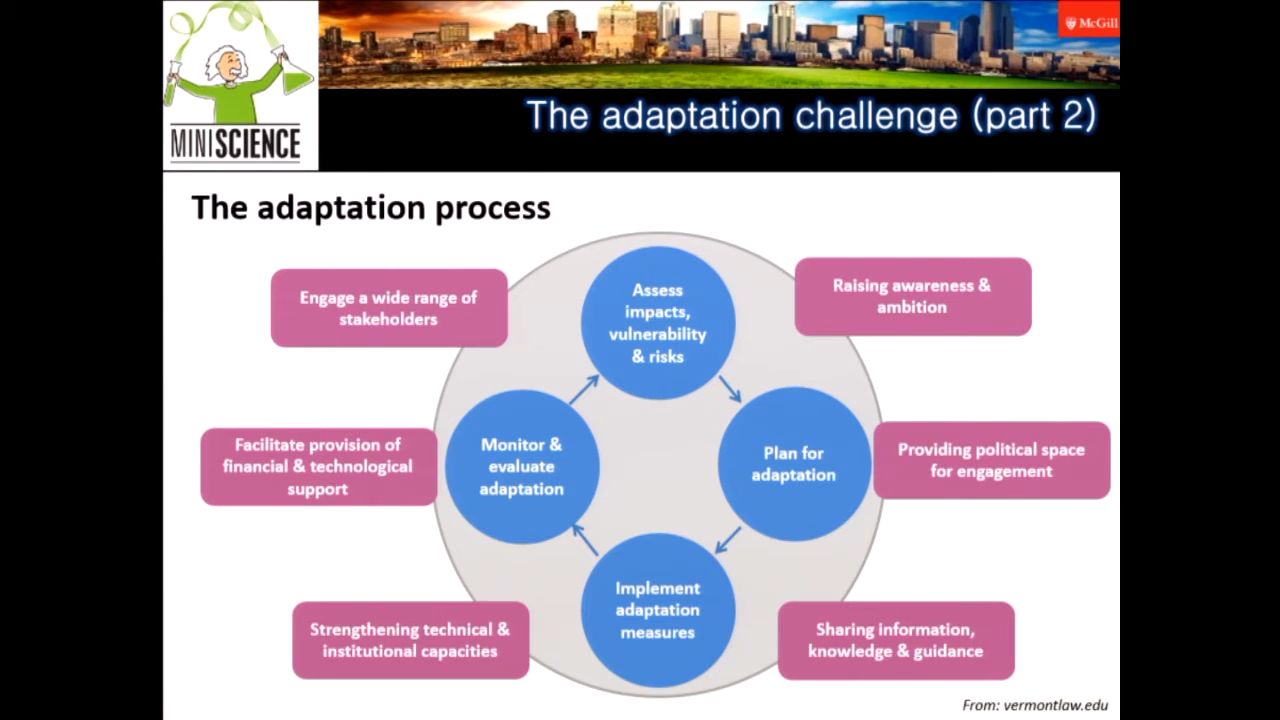 McGill
The adaptation challenge (part 2)
MINISCIENCE
The adaptation process
Assess
impacts,
vulnerability
& risks
Engage a wide range of
stakeholders
Raising awareness &
ambition
Monitor &
evaluate
adaptation
Plan for
adaptation
Facilitate provision of
financial & technological
support
Providing political space
for engagement
Implement
adaptation
measures
Strengthening technical &
institutional capacities
Sharing information,
knowledge & guidance
From: vermontlaw.edu